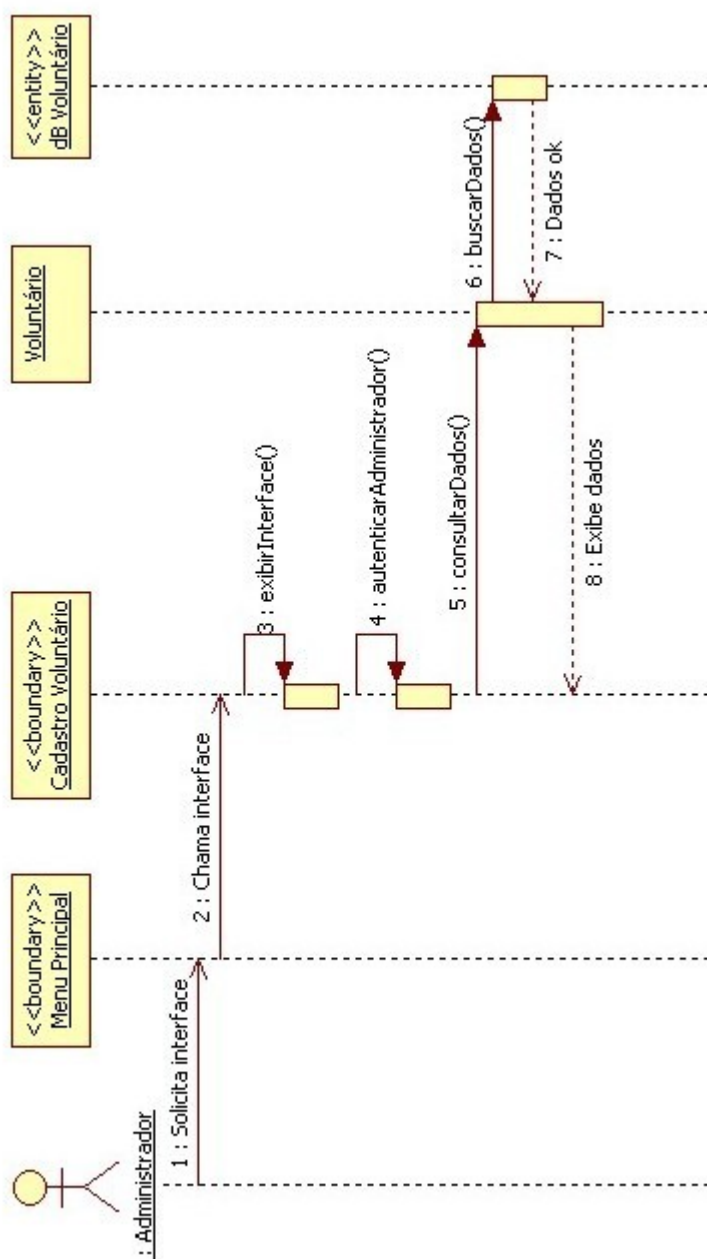 : Administrador
<<boundary>>
Menu Principal
<<boundary>>
Cadastro Voluntário
Voluntário
<<entity>>
dB Voluntário
1 : Solicita interface
2 : Chama interface
3 : exibirInterface()
4 : autenticarAdministrador()
5 : consultarDados()
6 : buscarDados()
7 : Dados ok
8 : Exibe dados